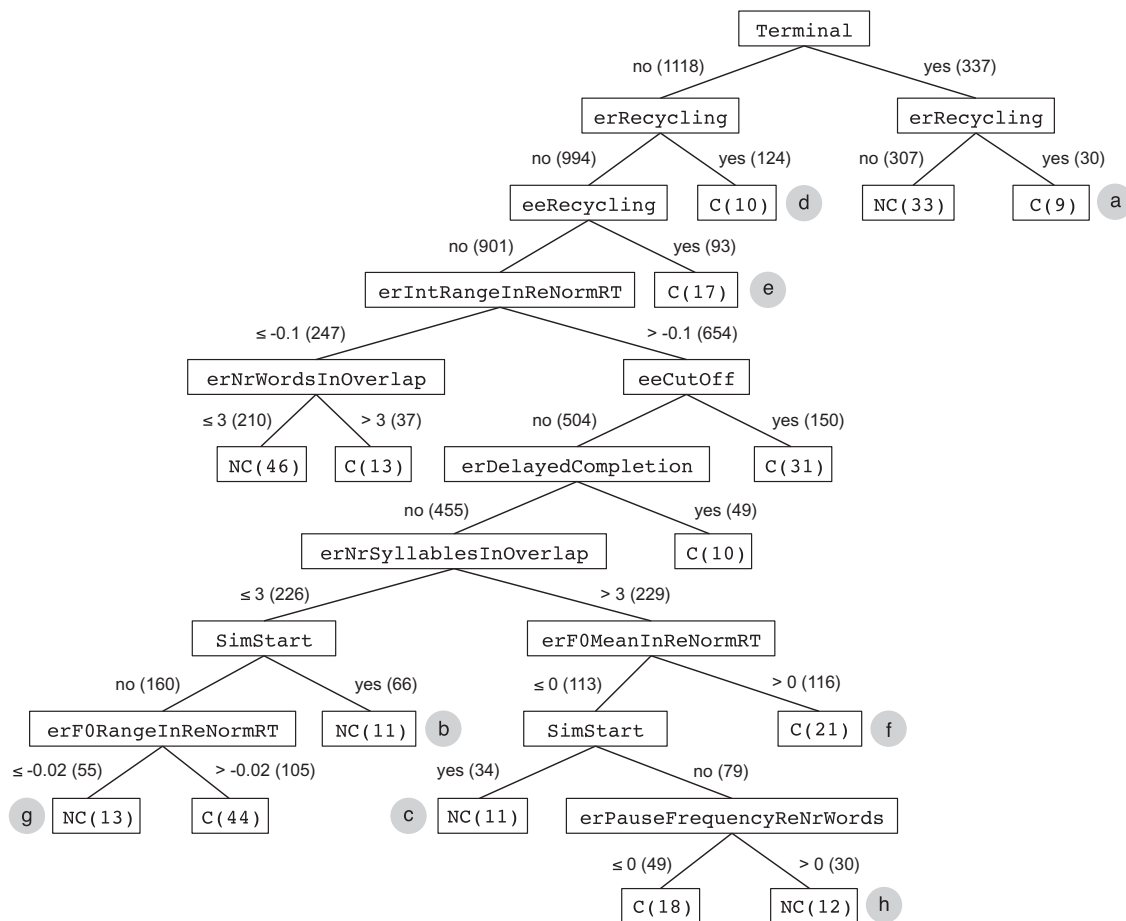 Terminal
no (1118) yes (337)
erRecycling erRecycling
no (994) yes (124) no (307) yes (30)
eeRecycling C(10) d NC(33) C(9) a
no (901) yes (93)
erIntRangeInReNormRT C(17) e
≤ -0.1 (247) > -0.1 (654)
erNrWordsInOverlap eeCutOff
≤ 3 (210) > 3 (37) no (504) yes (150)
NC(46) C(13) erDelayedCompletion C(31)
no (455) yes (49)
erNrSyllablesInOverlap C(10)
≤ 3 (226) > 3 (229)
SimStart erF0MeanInReNormRT
no (160) yes (66) ≤ 0 (113) > 0 (116)
erF0RangeInReNormRT NC(11) b SimStart C(21) f
≤ -0.02 (55) > -0.02 (105) yes (34) no (79)
g NC(13) C(44) c NC(11) erPauseFrequencyReNrWords
≤ 0 (49) > 0 (30)
C(18) NC(12) h